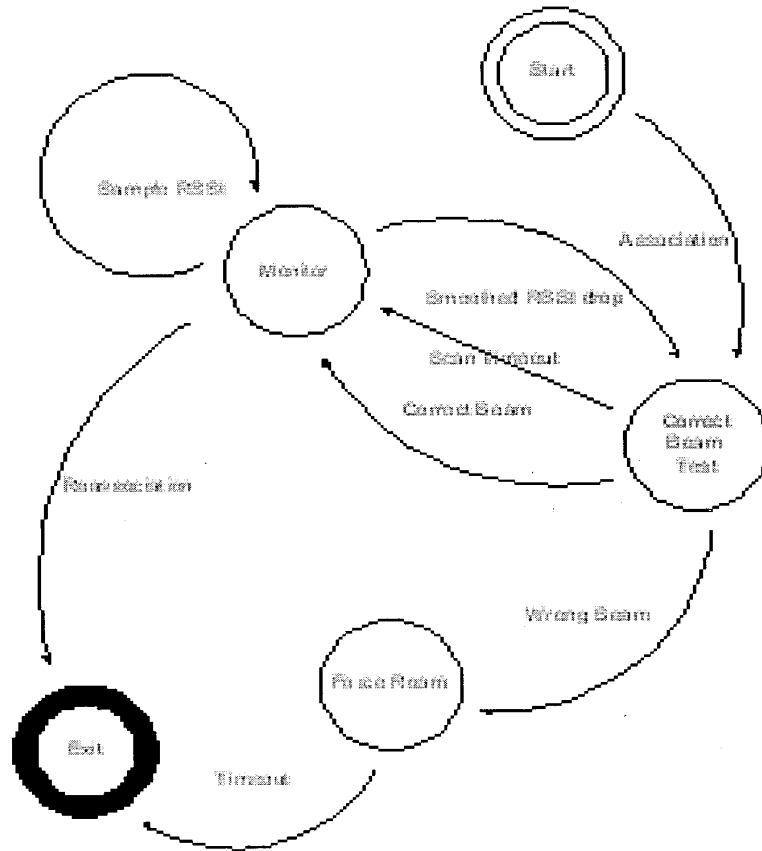 Start
Sample RSSI
Association
Monitor
Smoothed RSSI drop
Scan Timeout
Correct Beam
Correct
Beam
Test
Reassociation
Wrong Beam
Force Roam
Exit
Timeout